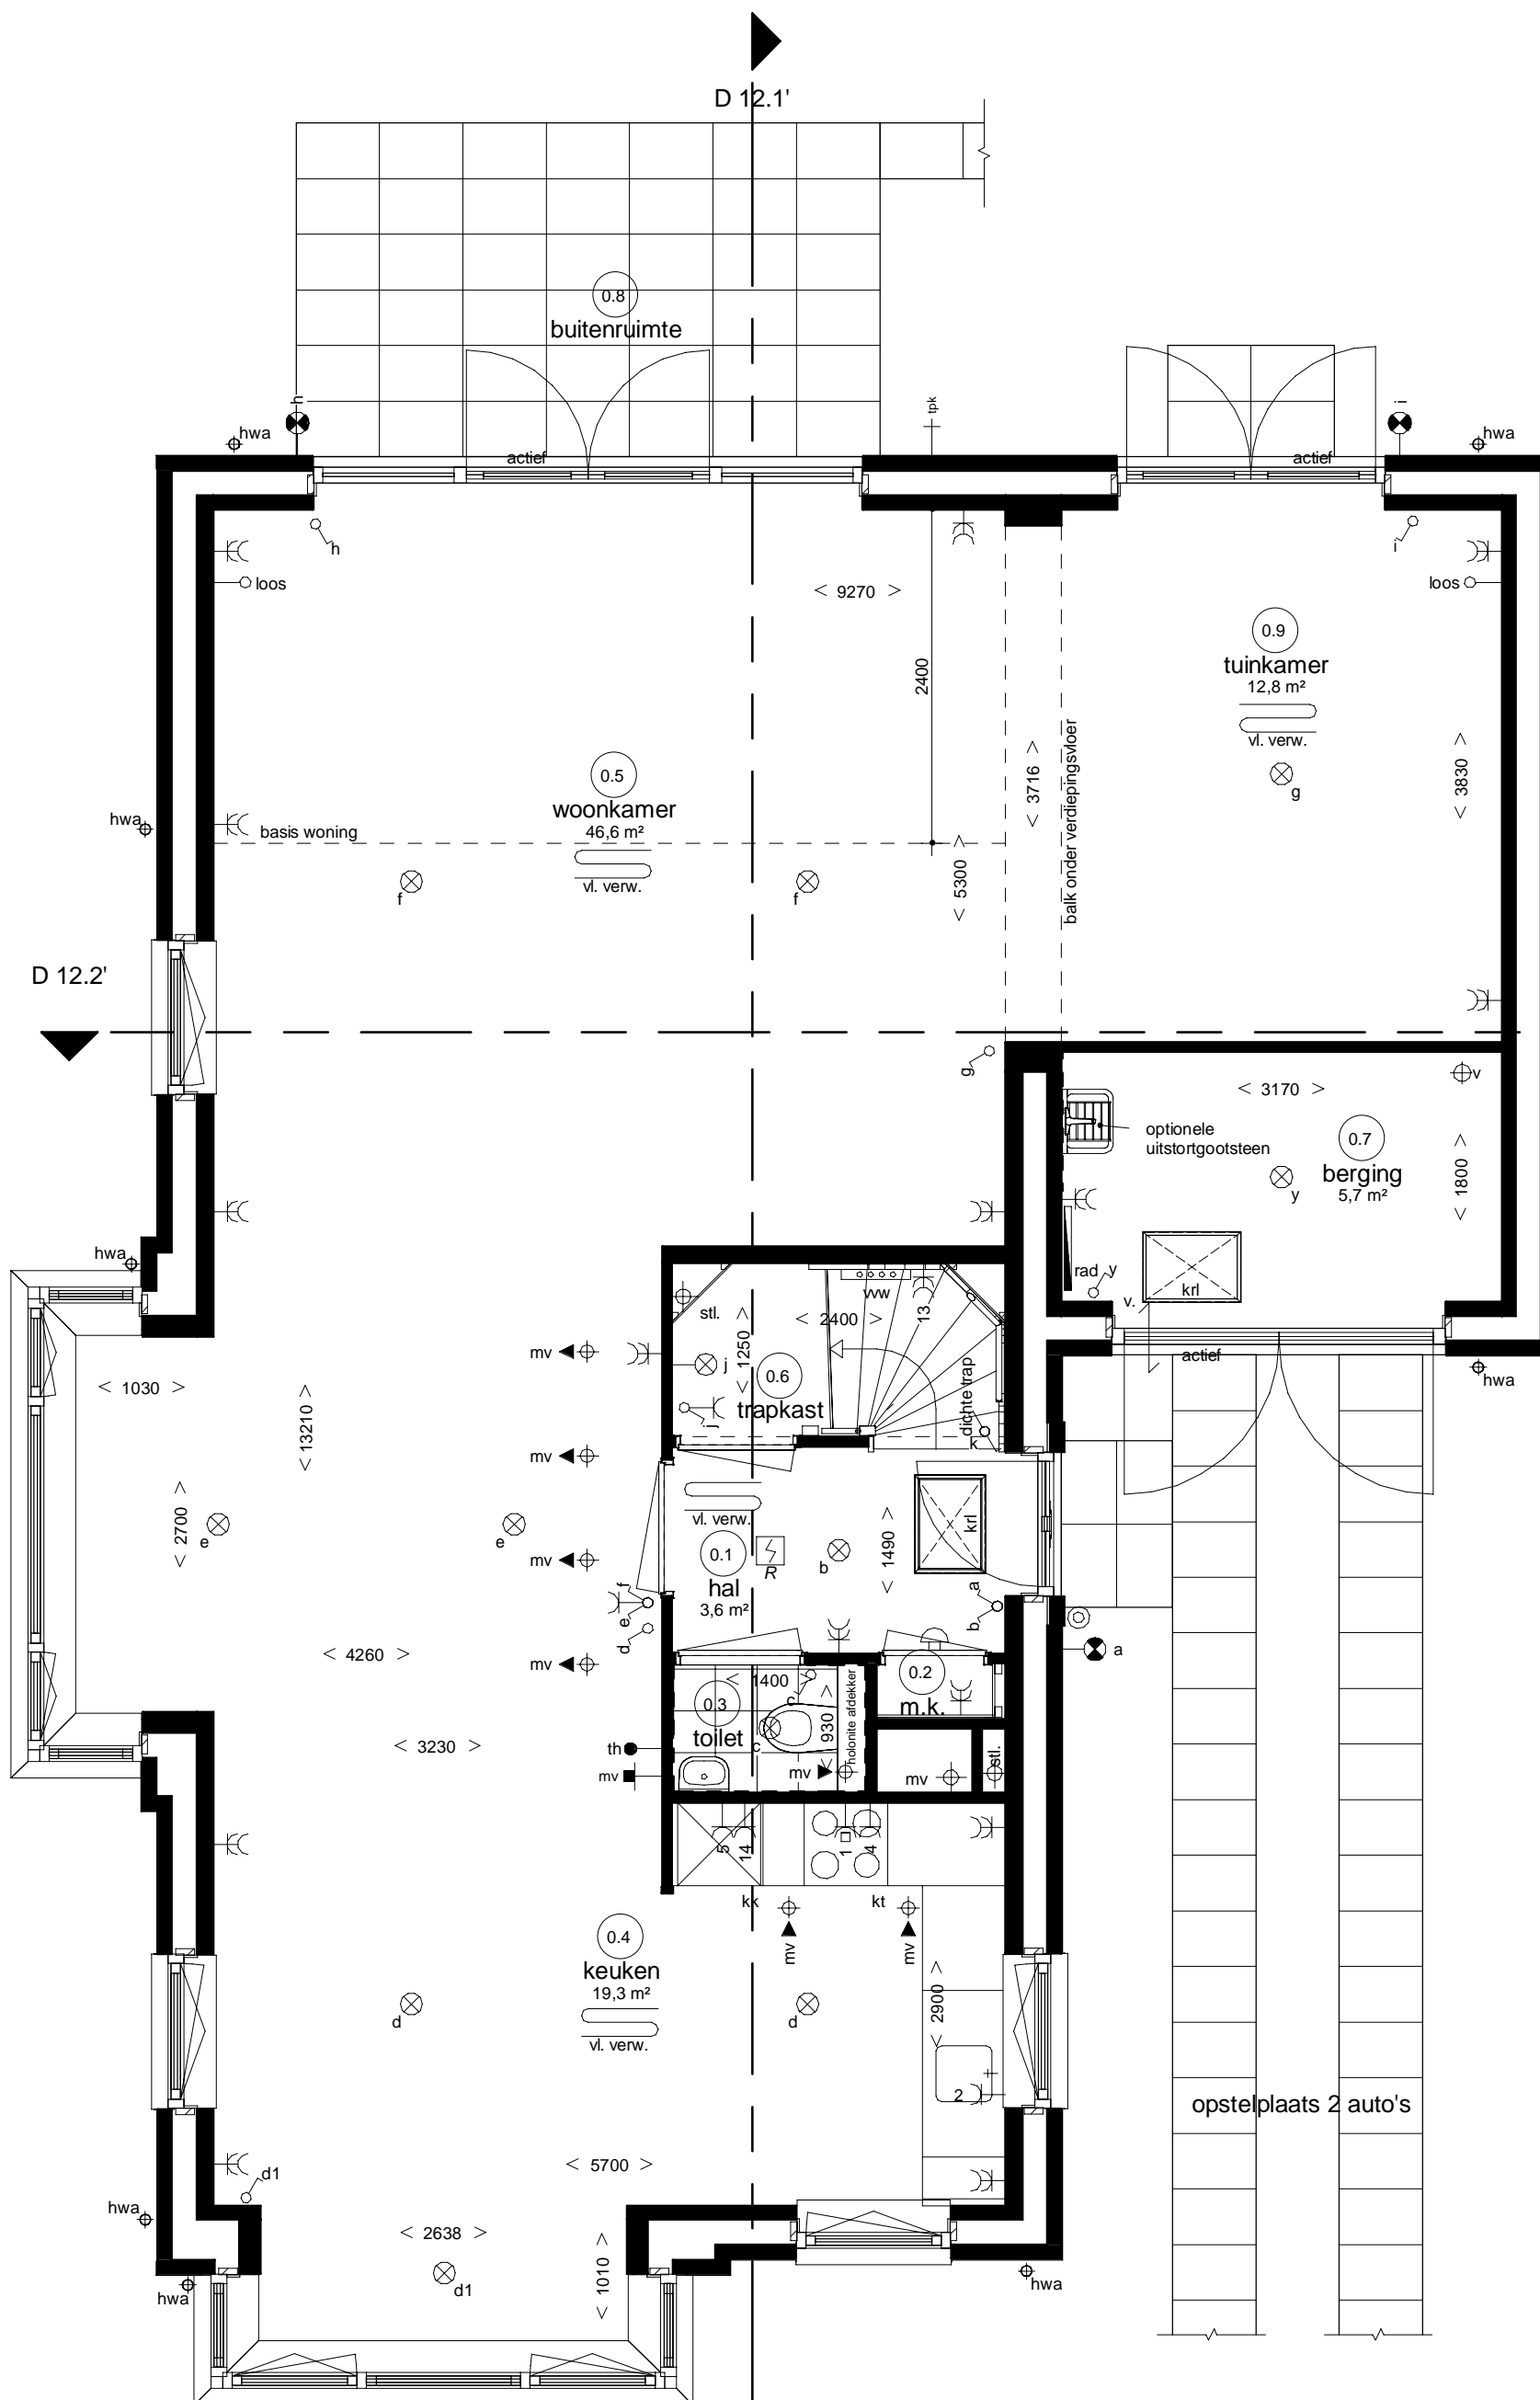 D 12.1'
0.8
buitenruimte
h
hwa
actief
tpk
actief
i
hwa
h
i
loos
loos
< 9270 >
0.9
tuinkamer
12,8 m²
vl. verw.
g
2400
< 3716 >
balk onder verdiepingsvloer
< 3830 >
0.5
woonkamer
46,6 m²
vl. verw.
hwa
basis woning
f
f
< 5300 >
D 12.2'
g
< 3170 >
v
optionele
uitstortgootsteen
0.7
berging
5,7 m²
< 1800 >
y
rad
y
krl
v.
actief
hwa
hwa
stl.
vvw
13
< 2400 >
< 1250 >
j
0.6
trapkast
j
dichte trap
k
mv
< 1030 >
< 13210 >
mv
< 2700 >
e
e
mv
vl. verw.
0.1
hal
3,6 m²
R
b
< 1490 >
krl
a
b
f
e
d
a
< 4260 >
mv
< 1400 >
0.3
toilet
c
c
< 930 >
holonite afdekker
0.2
m.k.
mv
mv
stl.
< 3230 >
th
mv
5
14
1
4
kk
kt
mv
mv
0.4
keuken
19,3 m²
vl. verw.
d
d
< 2900 >
2
opstelplaats 2 auto's
< 5700 >
d1
hwa
< 2638 >
d1
< 1010 >
hwa
hwa